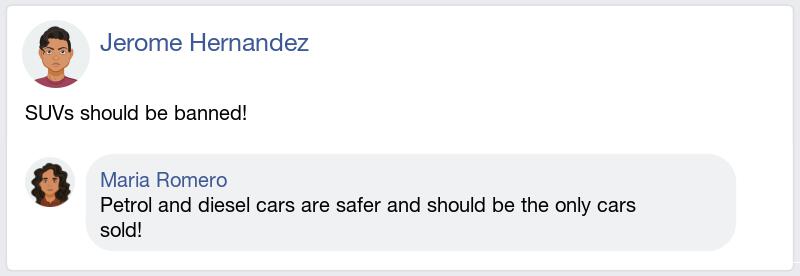 Jerome Hernandez
SUVs should be banned!
Maria Romero
Petrol and diesel cars are safer and should be the only cars
sold!